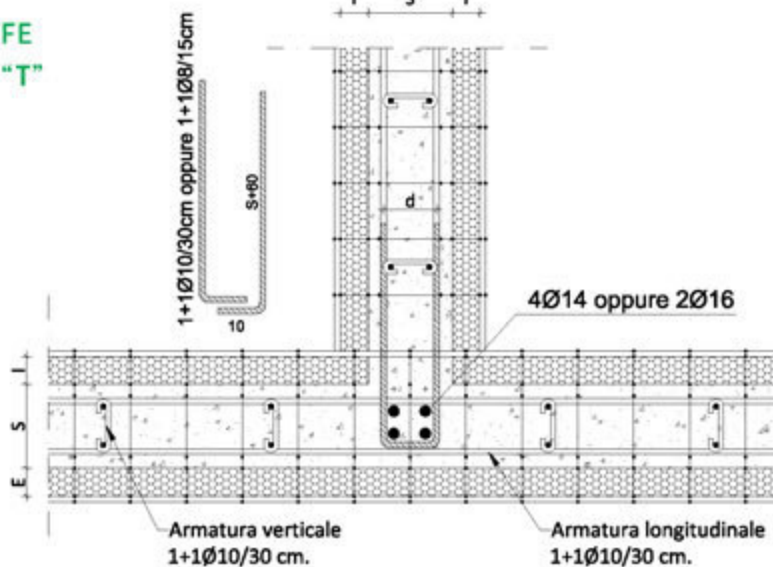 FE
"T"
1+1Ø10/30cm oppure 1+1Ø8/15cm
S+60
10
d
4Ø14 oppure 2Ø16
I
S
E
Armatura verticale
1+1Ø10/30 cm.
Armatura longitudinale
1+1Ø10/30 cm.